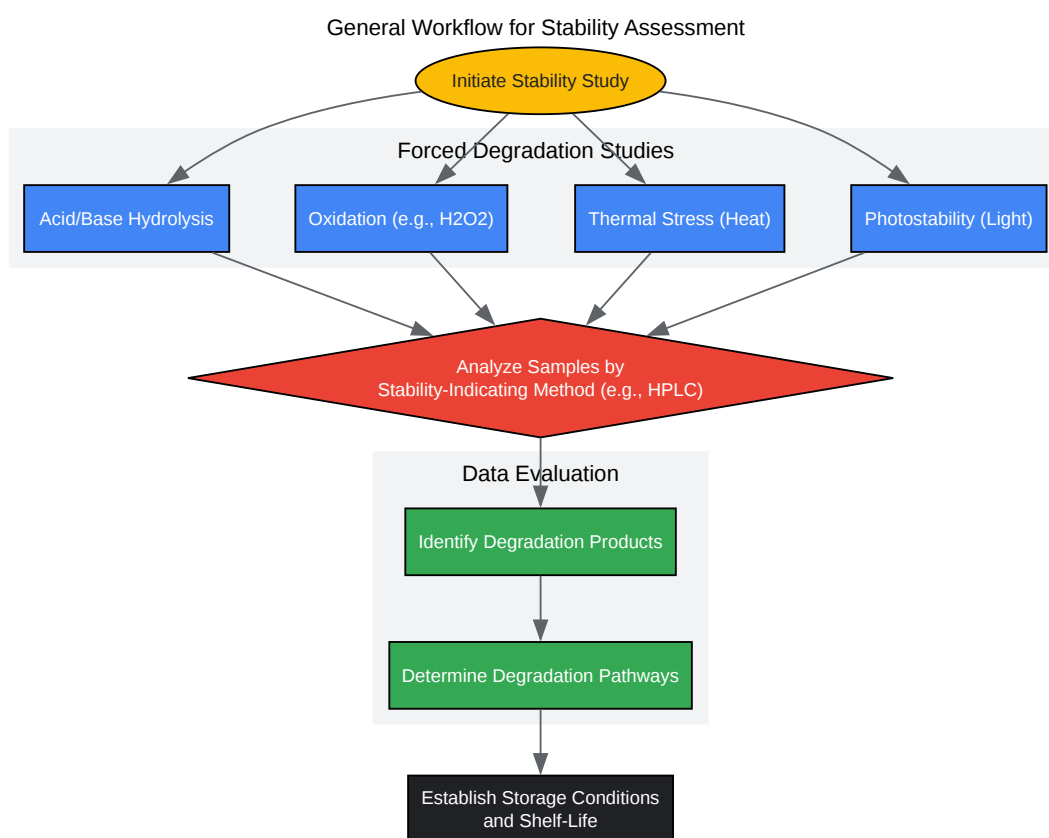 General Workflow for Stability Assessment
Initiate Stability Study
Forced Degradation Studies
Acid/Base Hydrolysis
Oxidation (e.g., H2O2)
Thermal Stress (Heat)
Photostability (Light)
Analyze Samples by
Stability-Indicating Method (e.g., HPLC)
Data Evaluation
Identify Degradation Products
Determine Degradation Pathways
Establish Storage Conditions
and Shelf-Life